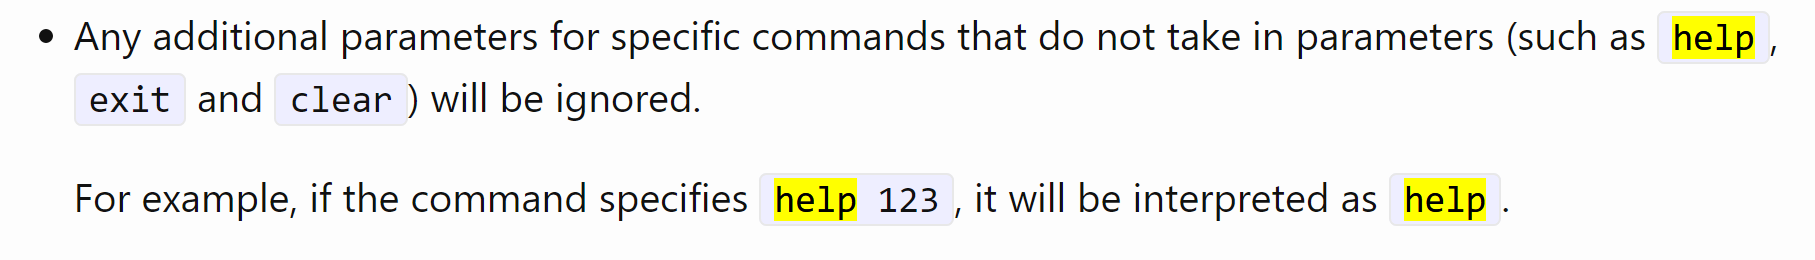 • Any additional parameters for specific commands that do not take in parameters (such as help,
exit and clear) will be ignored.
For example, if the command specifies help 123, it will be interpreted as help.